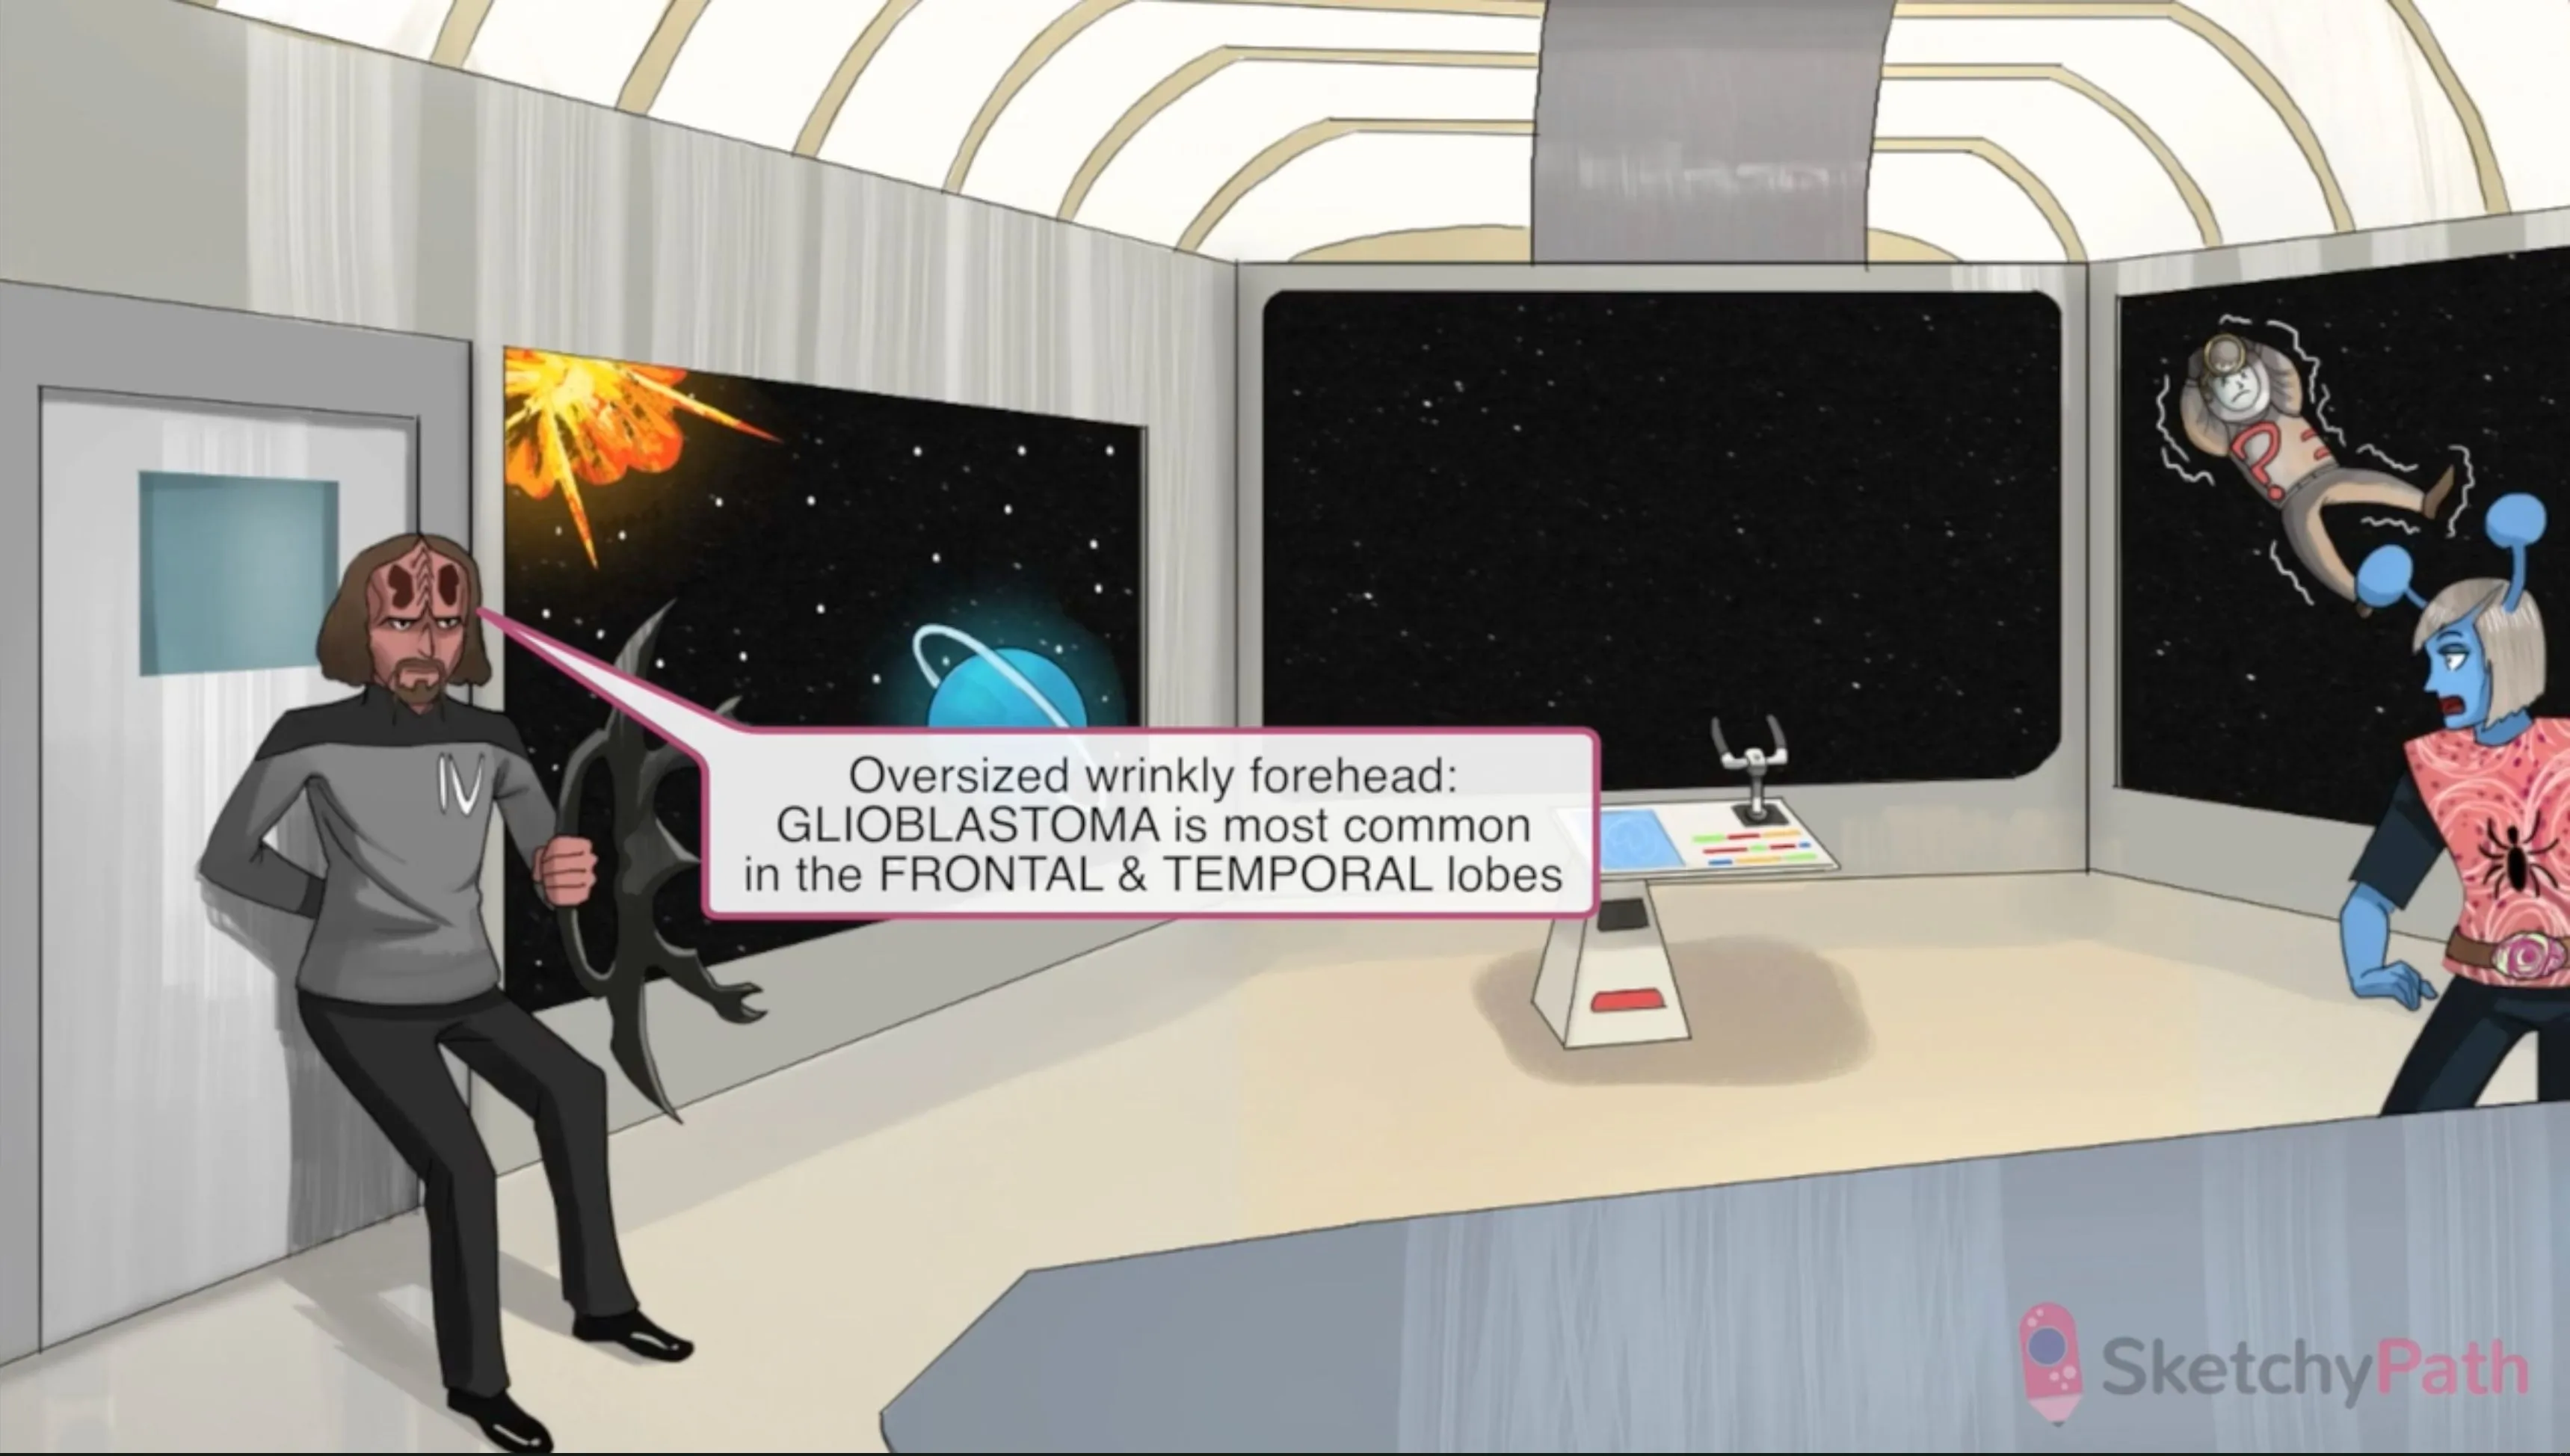 IV
?
Oversized wrinkly forehead:
GLIOBLASTOMA is most common
in the FRONTAL & TEMPORAL lobes
SketchyPath